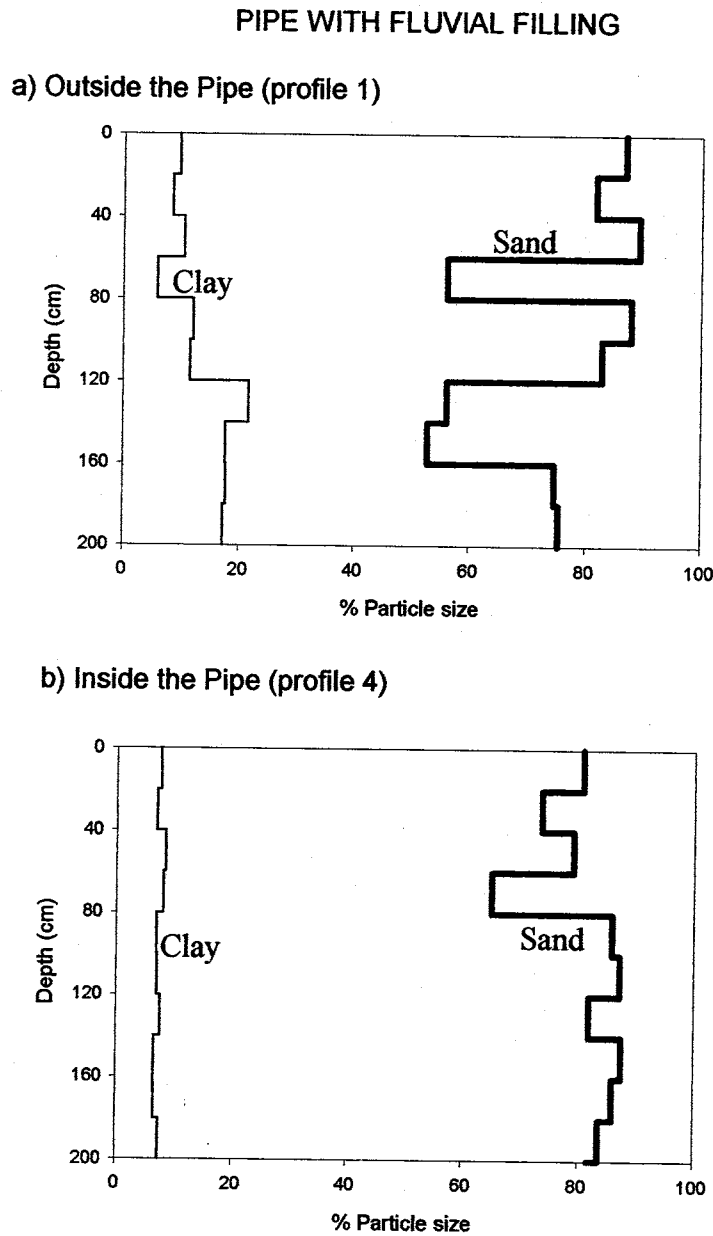 PIPE WITH FLUVIAL FILLING
a) Outside the Pipe (profile 1)
0
40
80
120
160
200
Depth (cm)
Clay
Sand
0 20 40 60 80 100
% Particle size
b) Inside the Pipe (profile 4)
0
40
80
120
160
200
Depth (cm)
Clay
Sand
0 20 40 60 80 100
% Particle size